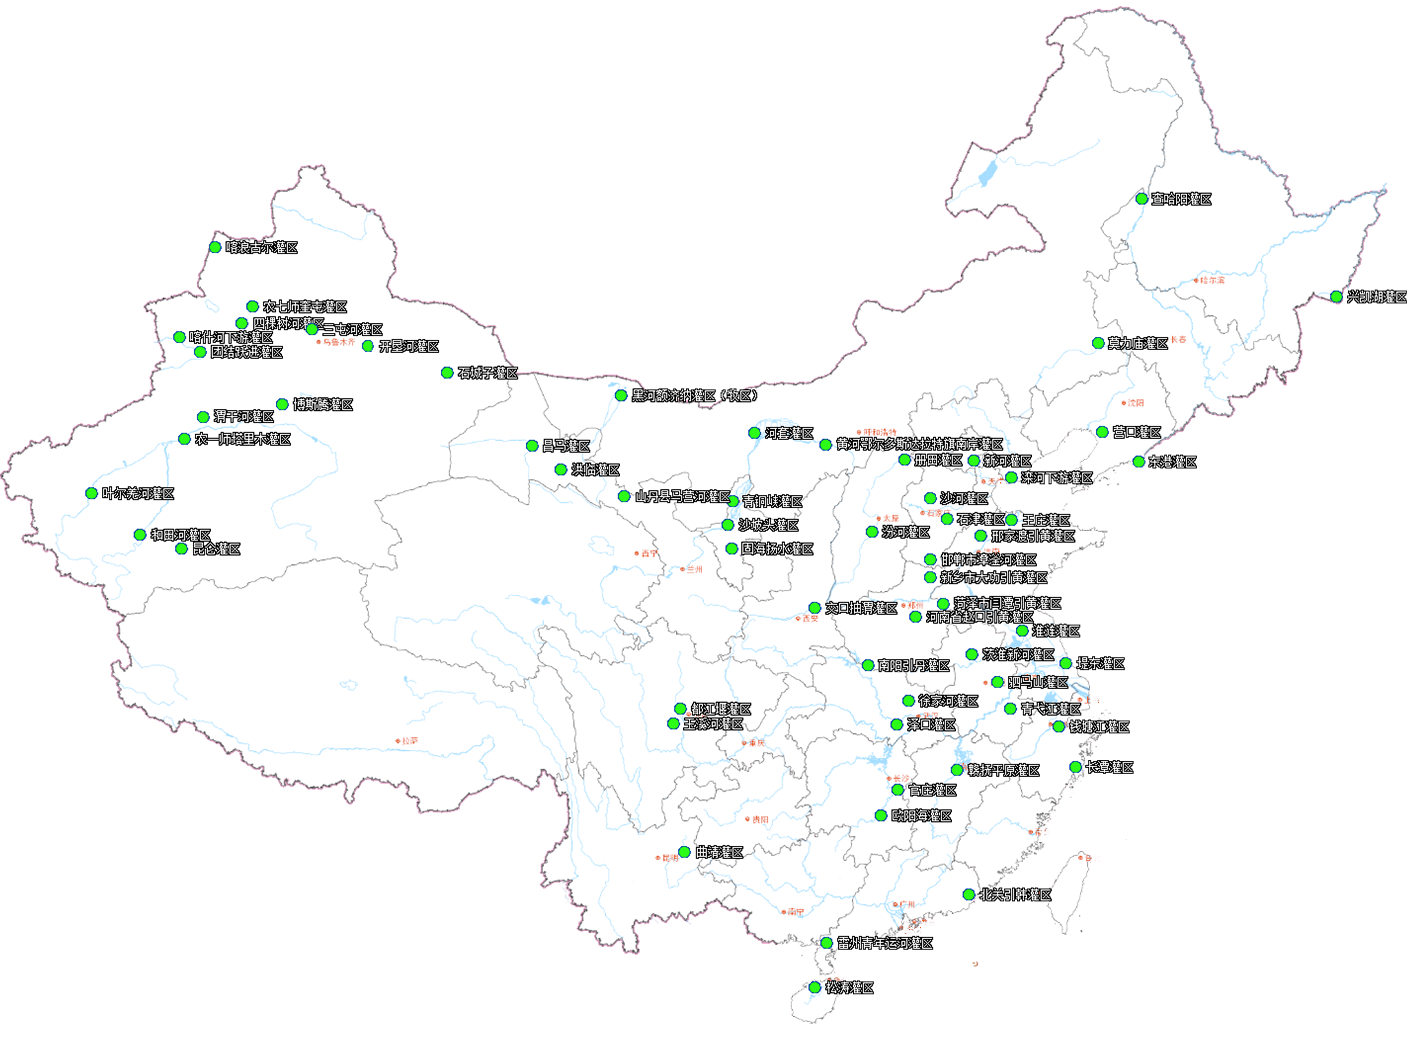 查哈阳灌区
喀浪古尔灌区
哈尔滨
兴凯湖灌区
农七师奎屯灌区
四棵树河灌区
三屯河灌区
喀什河下游灌区
乌鲁木齐
团结跃进灌区
开垦河灌区
莫力庙灌区
长春
石城子灌区
黑河额济纳灌区（牧区）
博斯腾灌区
沈阳
渭干河灌区
农一师塔里木灌区
河套灌区
呼和浩特
营口灌区
昌马灌区
黄河鄂尔多斯达拉特旗南岸灌区
册田灌区
新河灌区
东港灌区
洪临灌区
滦河下游灌区
叶尔羌河灌区
山丹县马营河灌区
青铜峡灌区
沙河灌区
石家庄
太原
石津灌区
王庄灌区
沙坡头灌区
汾河灌区
和田河灌区
邢家渡引黄灌区
昆仑灌区
固海扬水灌区
西宁
邯郸市漳滏河灌区
兰州
新乡市大功引黄灌区
交口抽渭灌区
郑州
菏泽市闫潭引黄灌区
西安
河南省赵口引黄灌区
淮涟灌区
茨淮新河灌区
南阳引丹灌区
堤东灌区
驷马山灌区
徐家河灌区
都江堰灌区
青弋江灌区
玉溪河灌区
泽口灌区
钱塘江灌区
拉萨
重庆
长潭灌区
赣抚平原灌区
长沙
官庄灌区
欧阳海灌区
贵阳
曲靖灌区
昆明
北关引韩灌区
广州
南宁
雷州青年运河灌区
松涛灌区